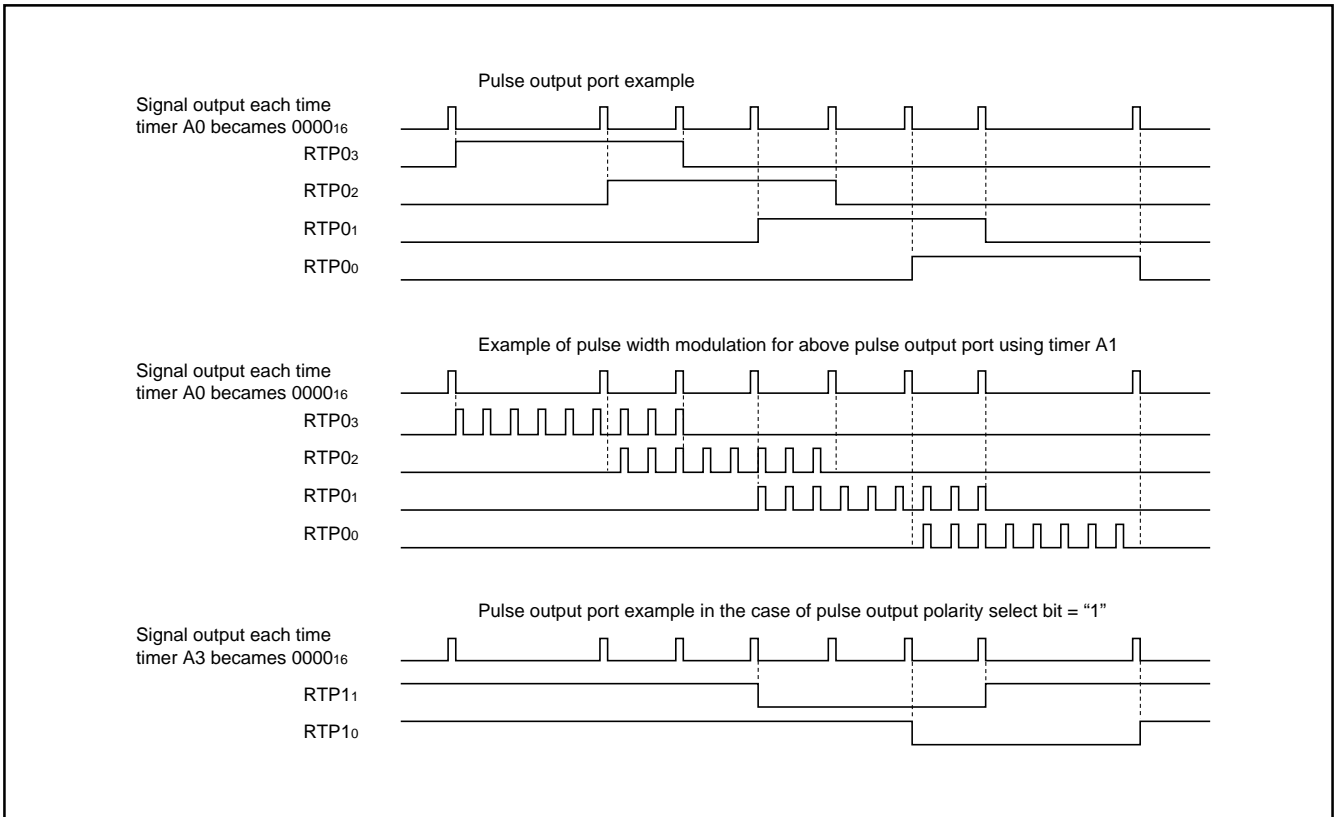 Pulse output port example
Signal output each time
timer A0 becames 0000₁₆
RTP0₃
RTP0₂
RTP0₁
RTP0₀
Example of pulse width modulation for above pulse output port using timer A1
Signal output each time
timer A0 becames 0000₁₆
RTP0₃
RTP0₂
RTP0₁
RTP0₀
Pulse output port example in the case of pulse output polarity select bit = “1”
Signal output each time
timer A3 becames 0000₁₆
RTP1₁
RTP1₀